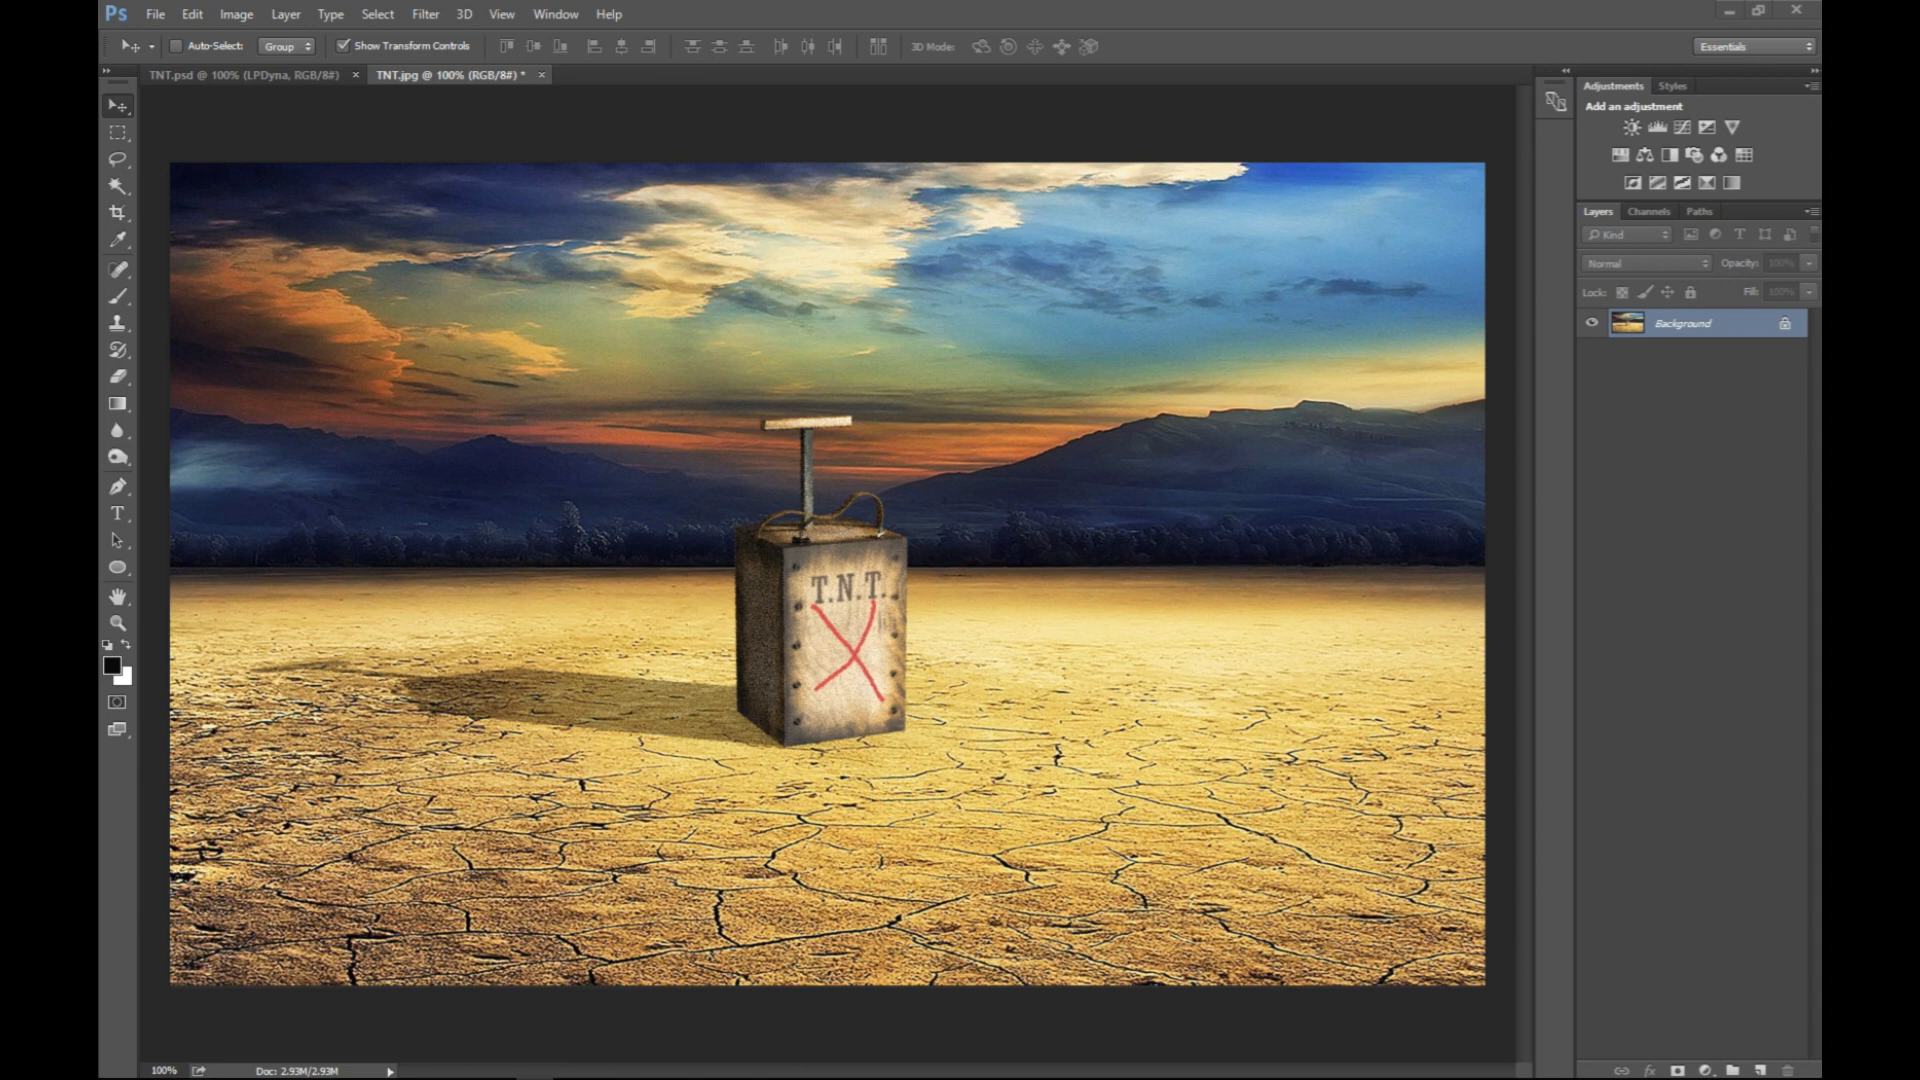 Ps File Edit Image Layer Type Select Filter 3D View Window Help
Auto-Select: Group Show Transform Controls 3D Mode: Essentials
TNT.psd @ 100% (LPDyna, RGB/8#) × TNT.jpg @ 100% (RGB/8#) * ×
Adjustments Styles
Add an adjustment
Layers Channels Paths
Kind
Normal Opacity: 100%
Lock: Fill: 100%
Background
T.N.T.
100% Doc: 2.93M/2.93M